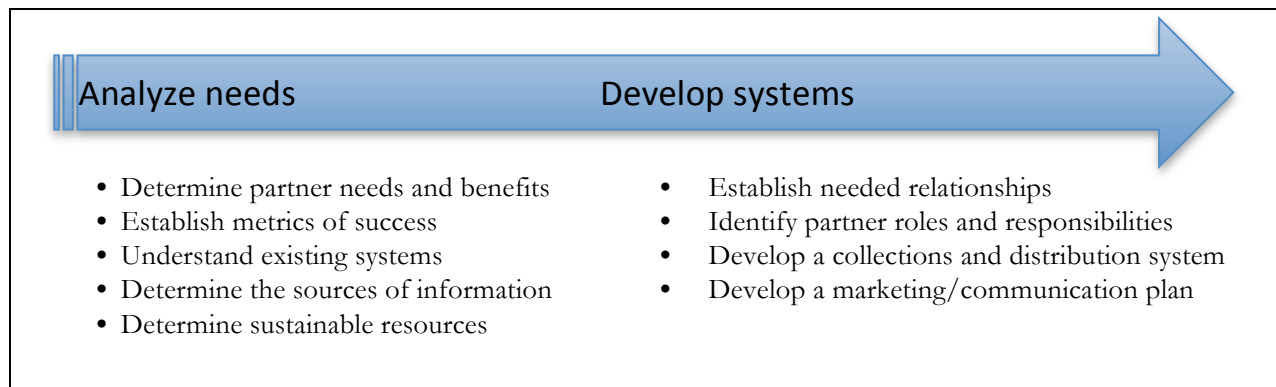 Analyze needs
Develop systems
• Determine partner needs and benefits
• Establish metrics of success
• Understand existing systems
• Determine the sources of information
• Determine sustainable resources
• Establish needed relationships
• Identify partner roles and responsibilities
• Develop a collections and distribution system
• Develop a marketing/communication plan